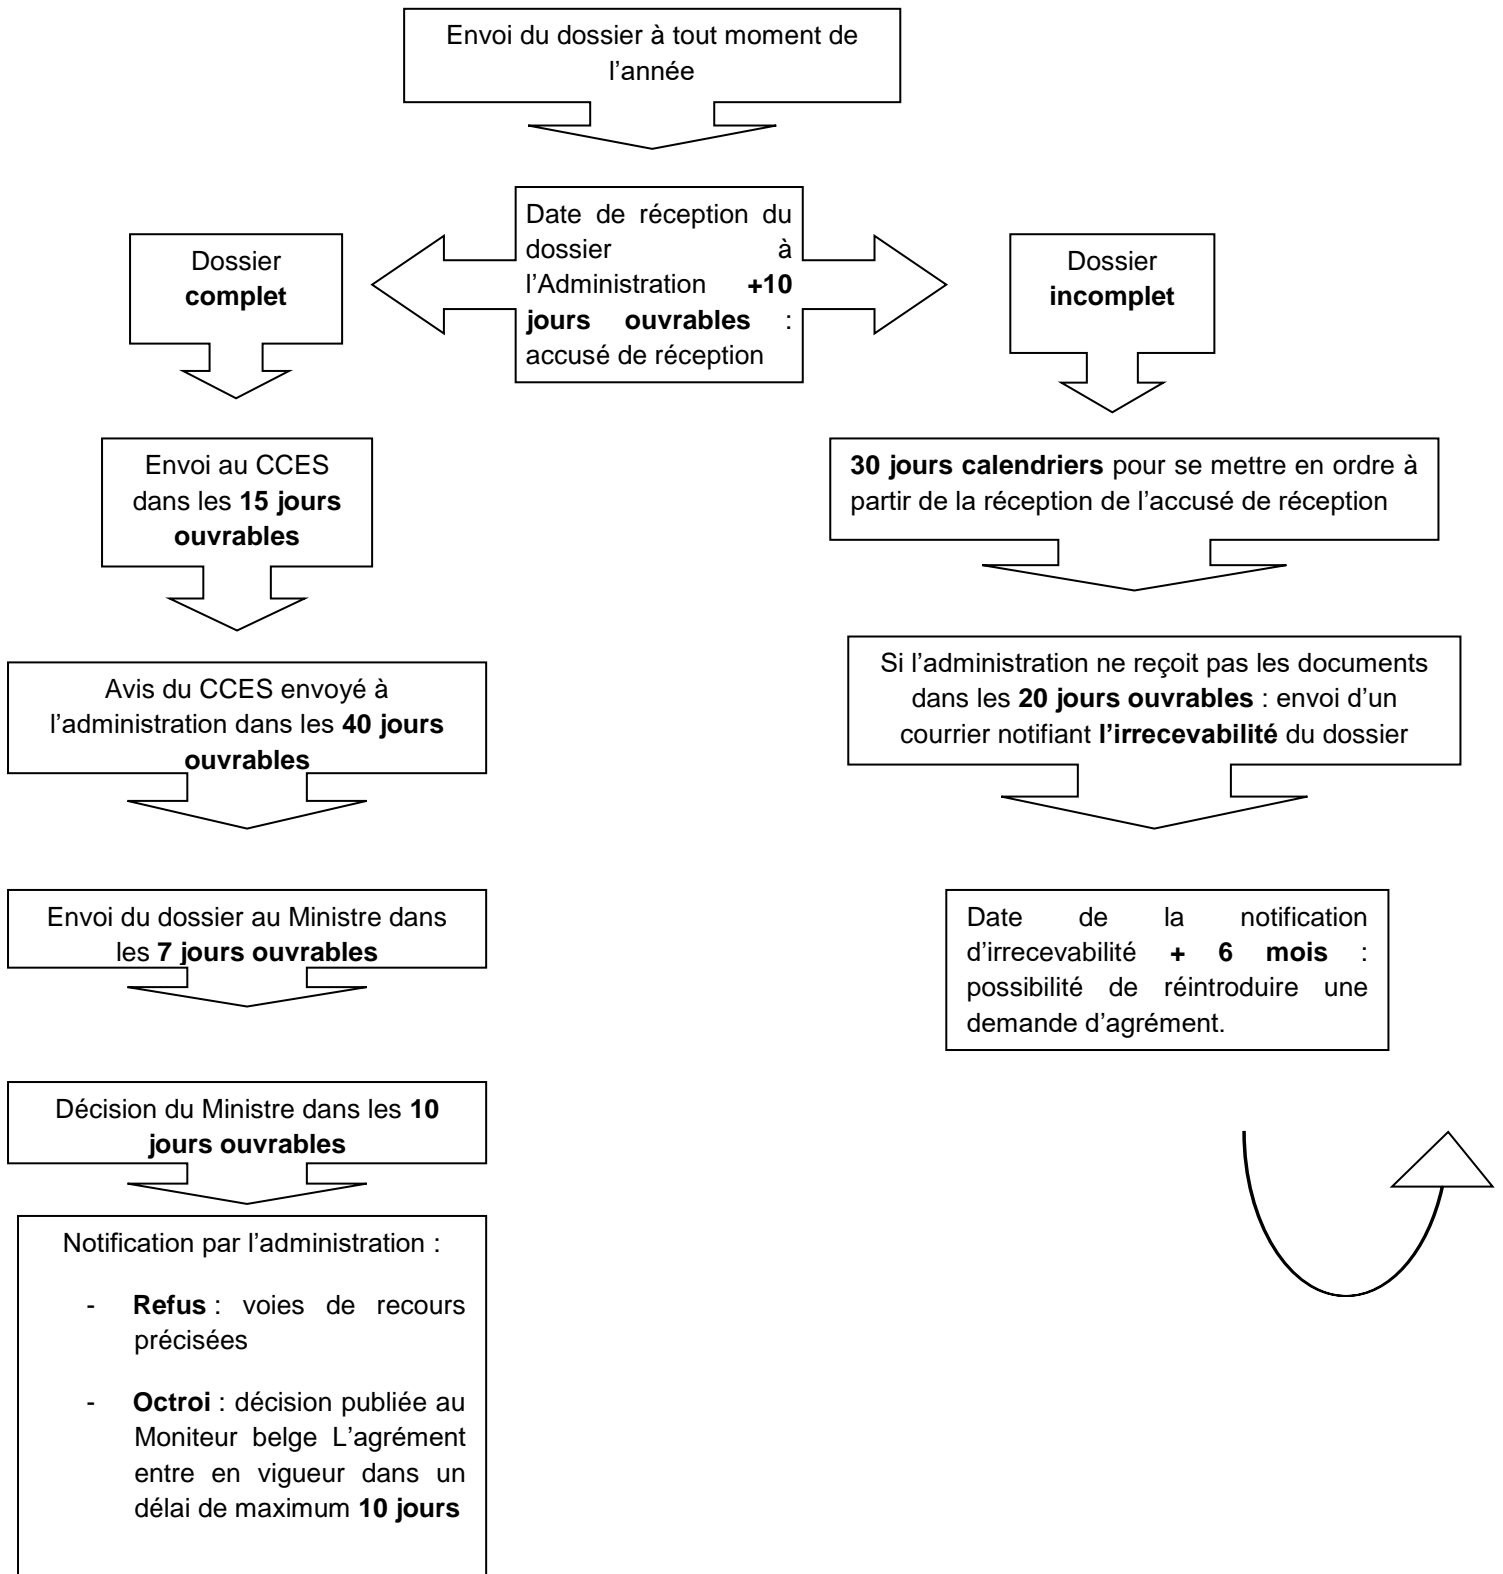 Envoi du dossier à tout moment de
l’année
Date de réception du
dossier à
l’Administration +10
jours ouvrables :
accusé de réception
Dossier
complet
Dossier
incomplet
Envoi au CCES
dans les 15 jours
ouvrables
30 jours calendriers pour se mettre en ordre à
partir de la réception de l’accusé de réception
Avis du CCES envoyé à
l’administration dans les 40 jours
ouvrables
Si l’administration ne reçoit pas les documents
dans les 20 jours ouvrables : envoi d’un
courrier notifiant l’irrecevabilité du dossier
Envoi du dossier au Ministre dans
les 7 jours ouvrables
Date de la notification
d’irrecevabilité + 6 mois :
possibilité de réintroduire une
demande d’agrément.
Décision du Ministre dans les 10
jours ouvrables
Notification par l’administration :
- Refus : voies de recours
précisées
- Octroi : décision publiée au
Moniteur belge L’agrément
entre en vigueur dans un
délai de maximum 10 jours